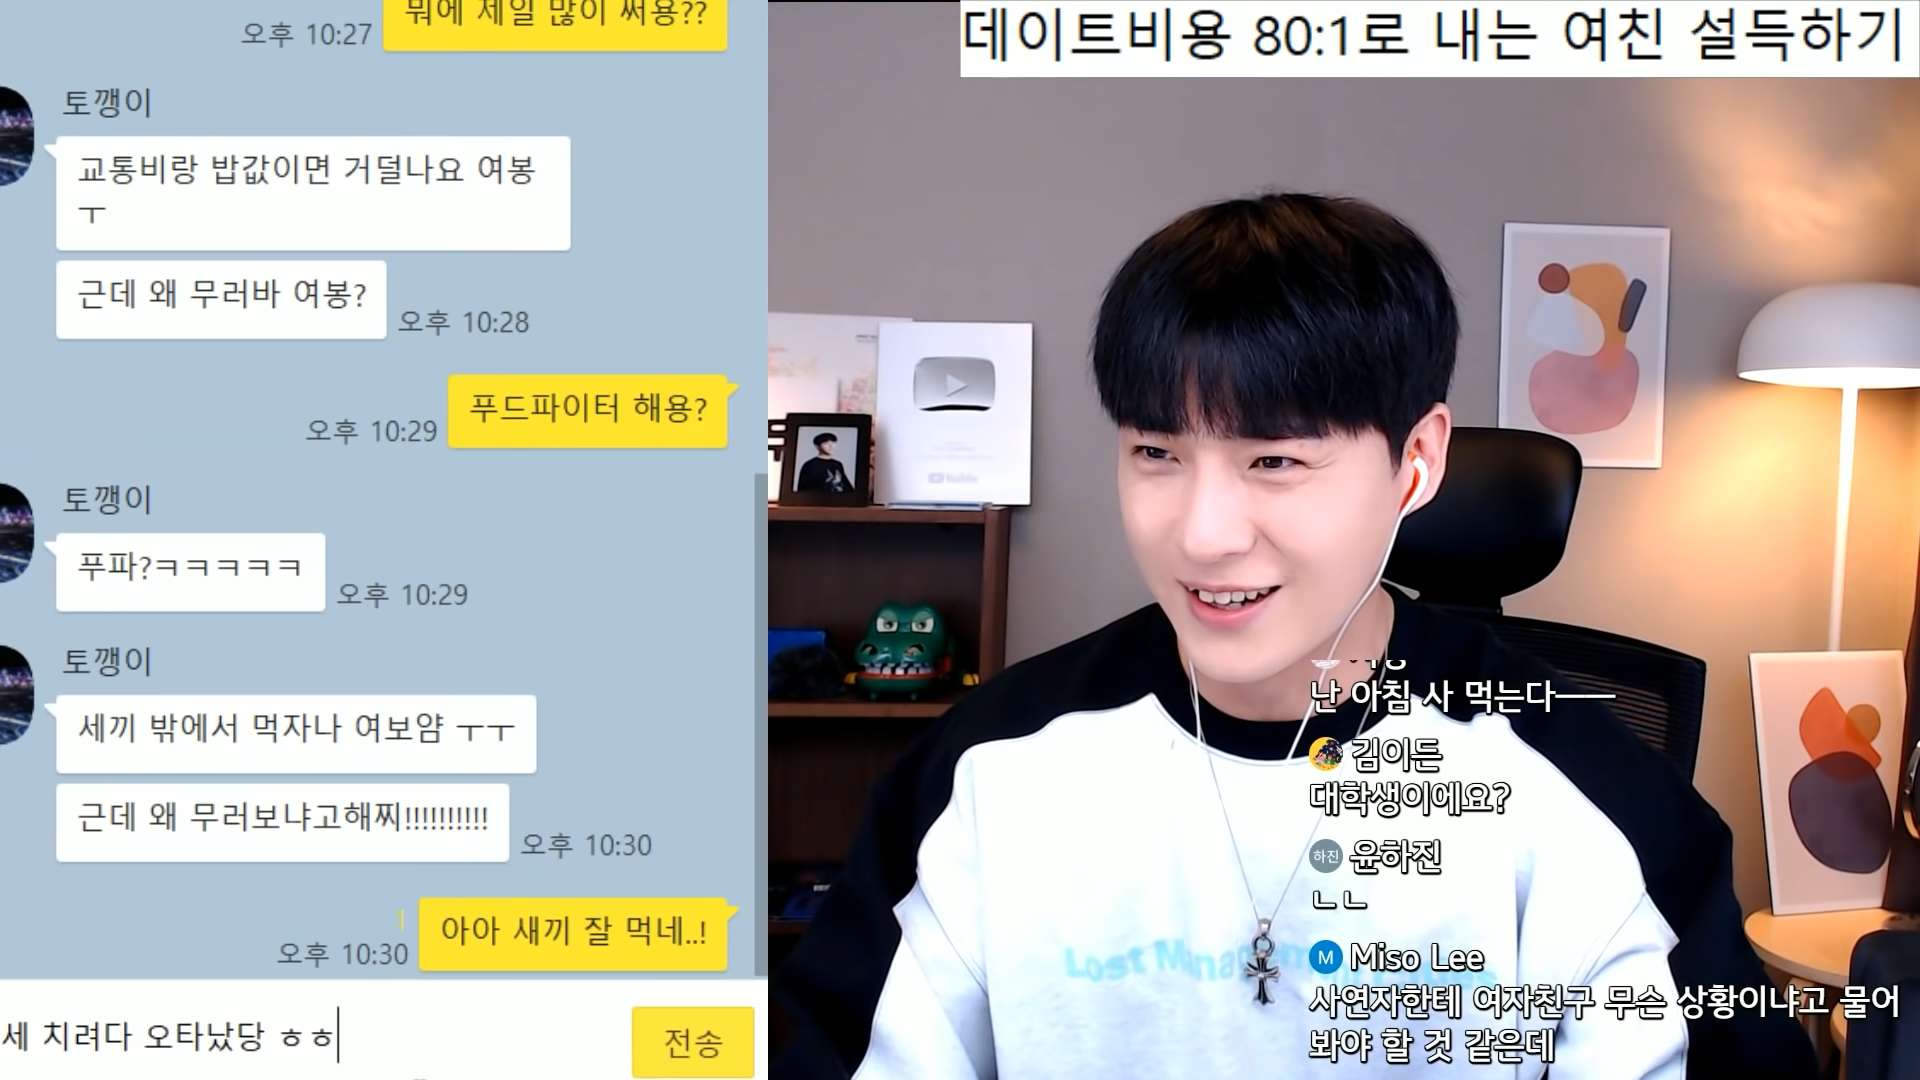 뭐에 제일 많이 써용??
오후 10:27
토깽이
교통비랑 밥값이면 거덜나요 여봉
ㅜ
근데 왜 무러바 여봉?
오후 10:28
푸드파이터 해용?
오후 10:29
토깽이
푸파?ㅋㅋㅋㅋㅋ
오후 10:29
토깽이
세끼 밖에서 먹자나 여보얌 ㅜㅜ
근데 왜 무러보냐고해찌!!!!!!!!!!
오후 10:30
1
아아 새끼 잘 먹네..!
오후 10:30
세 치려다 오타났당 ㅎㅎ
전송
데이트비용 80:1로 내는 여친 설득하기
YouTube
난 아침 사 먹는다――
김이든
대학생이에요?
하진 윤하진
ㄴㄴ
M Miso Lee
사연자한테 여자친구 무슨 상황이냐고 물어
봐야 할 것 같은데